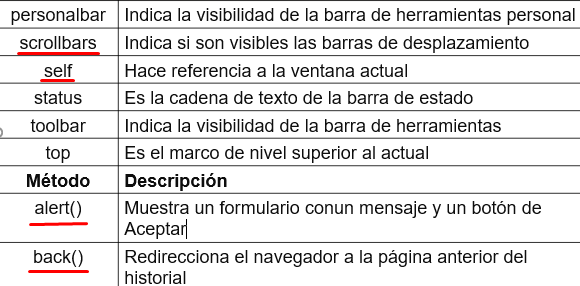 personalbar Indica la visibilidad de la barra de herramientas personal
scrollbars Indica si son visibles las barras de desplazamiento
self Hace referencia a la ventana actual
status Es la cadena de texto de la barra de estado
toolbar Indica la visibilidad de la barra de herramientas
top Es el marco de nivel superior al actual
Método Descripción
alert() Muestra un formulario conun mensaje y un botón de
Aceptar
back() Redirecciona el navegador a la página anterior del
historial